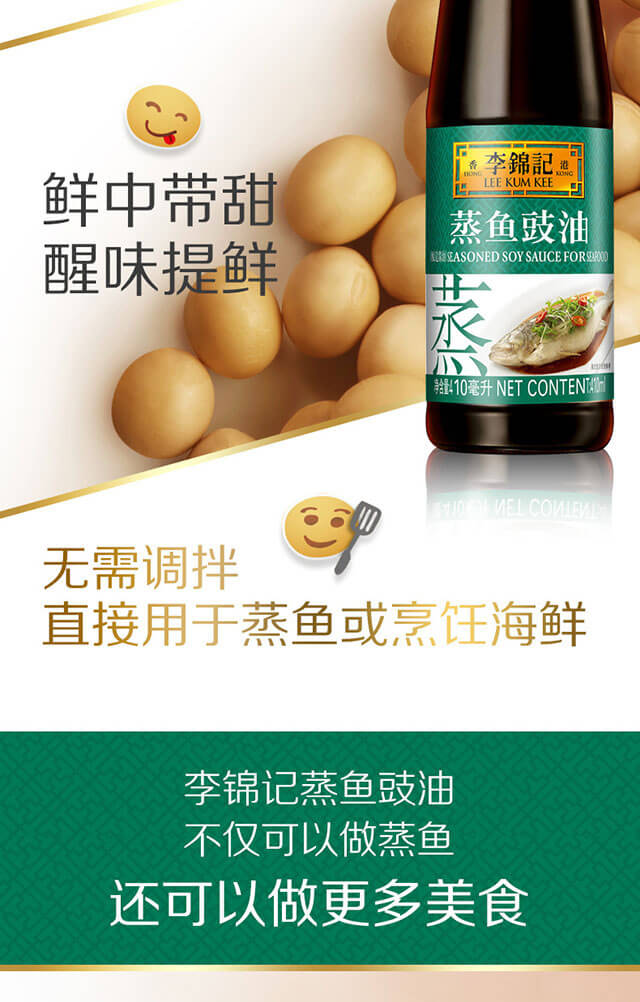 鲜中带甜
醒味提鲜
香 李錦記 港
HONG LEE KUM KEE KONG
蒸鱼豉油
SEASONED SOY SAUCE FOR SEAFOOD
蒸
净含量410毫升 NET CONTENT:410ml
无需调拌
直接用于蒸鱼或烹饪海鲜
李锦记蒸鱼豉油
不仅可以做蒸鱼
还可以做更多美食